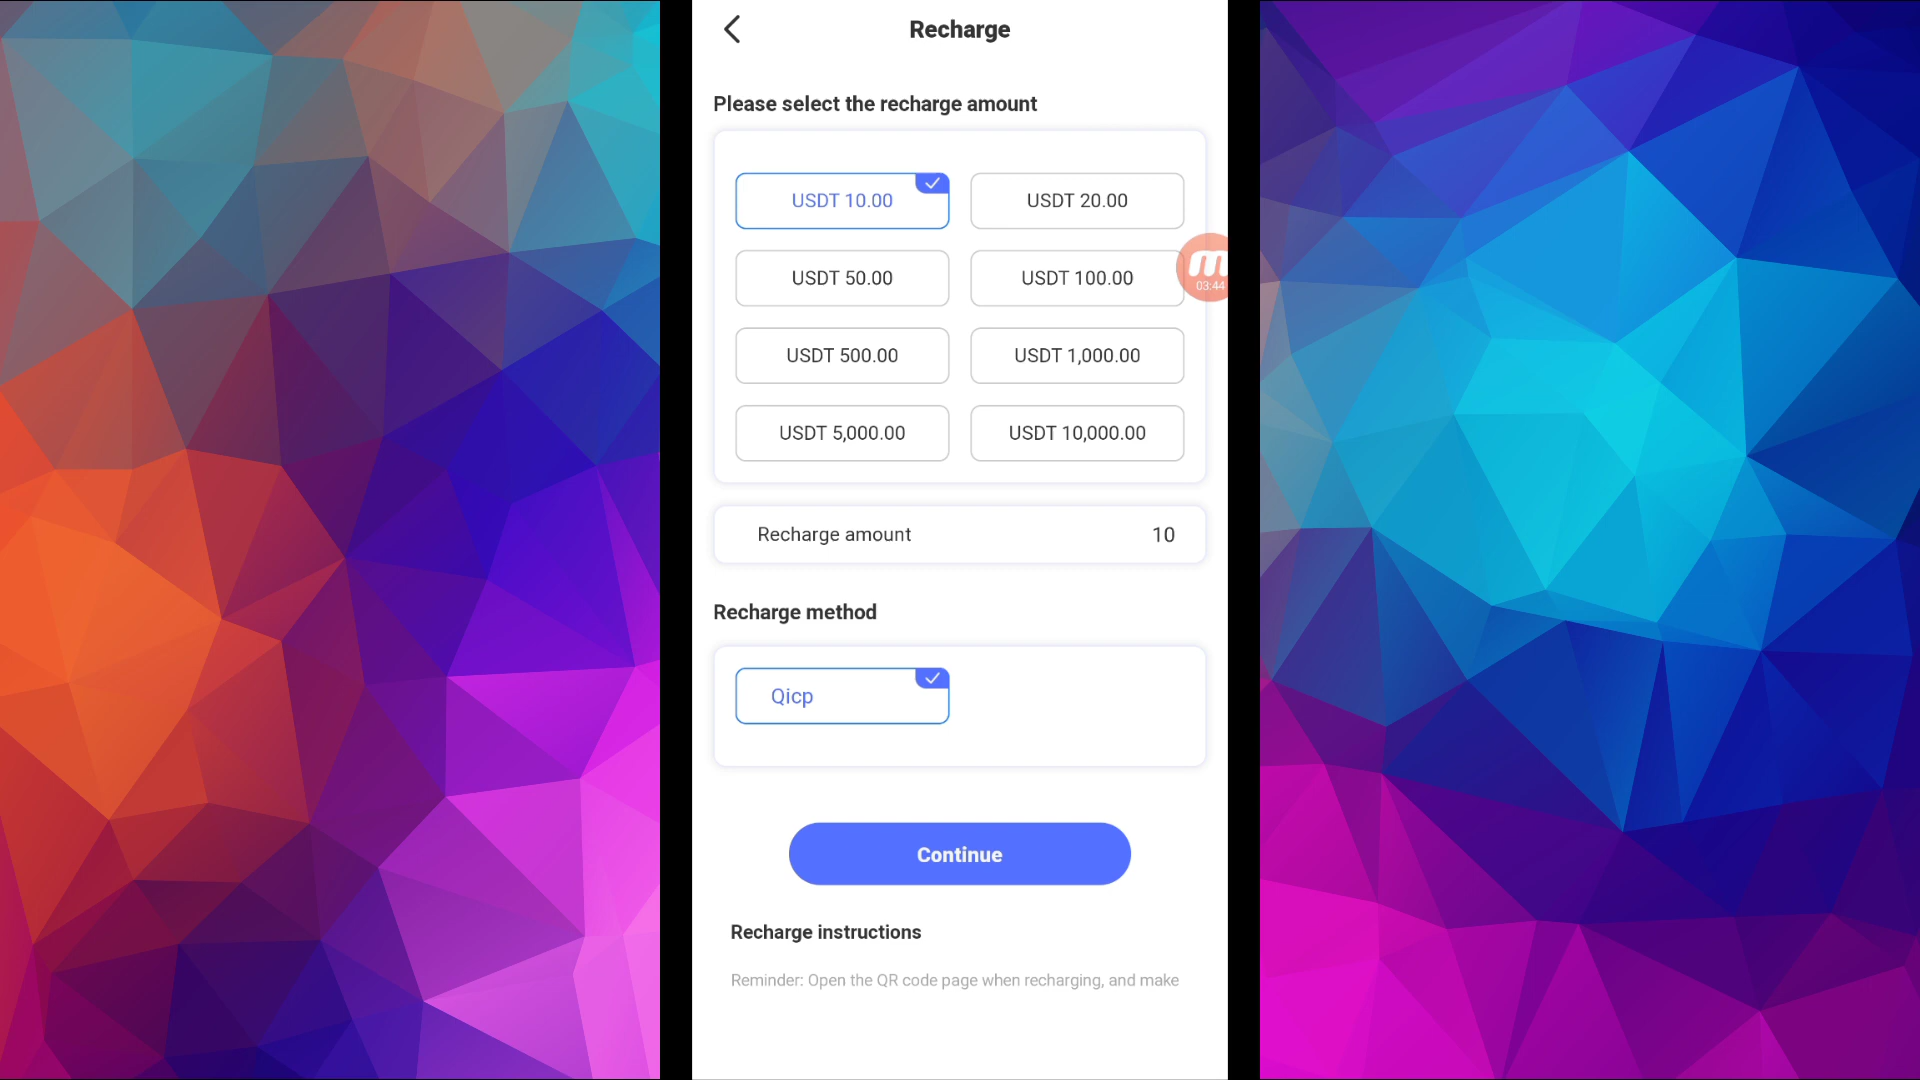 Recharge
Please select the recharge amount
USDT 10.00
USDT 20.00
USDT 50.00
USDT 100.00
03:44
USDT 500.00
USDT 1,000.00
USDT 5,000.00
USDT 10,000.00
Recharge amount 10
Recharge method
Qicp
Continue
Recharge instructions
Reminder: Open the QR code page when recharging, and make